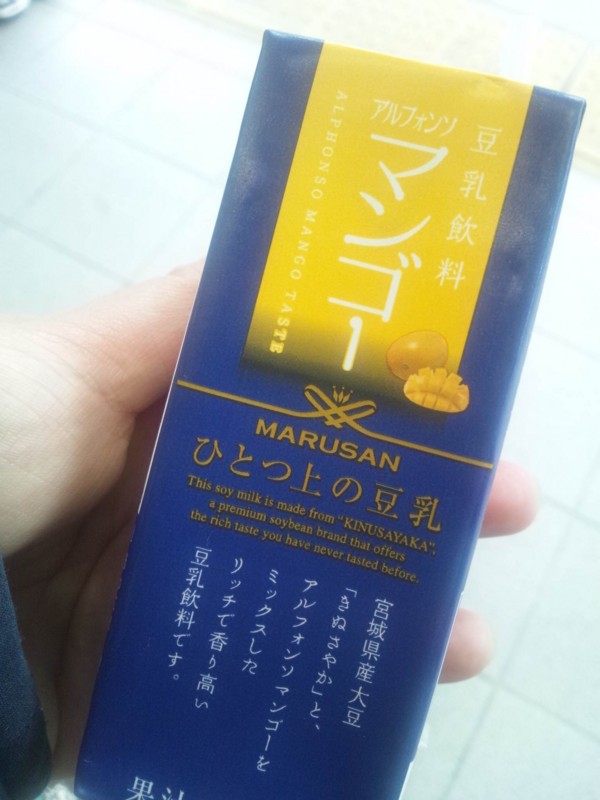 豆乳飲料
アルフォンソ
マンゴー
ALPHONSO MANGO TASTE
MARUSAN
ひとつ上の豆乳
This soy milk is made from "KINUSAYAKA",
a premium soybean brand that offers
the rich taste you have never tasted before.
宮城県産大豆
「きぬさやか」と、
アルフォンソマンゴーを
ミックスした
リッチで香り高い
豆乳飲料です。
果汁